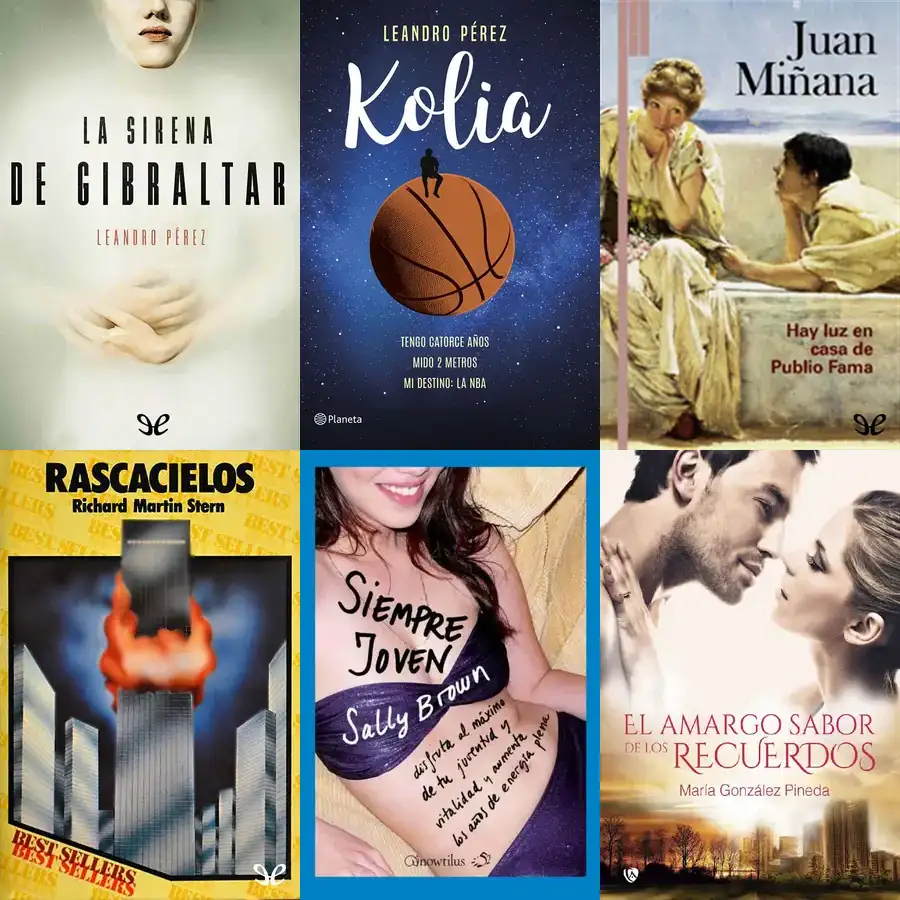 LA SIRENA
DE GIBRALTAR
LEANDRO PÉREZ
LEANDRO PÉREZ
Kolia
TENGO CATORCE AÑOS
MIDO 2 METROS
MI DESTINO: LA NBA
Planeta
Juan
Miñana
Hay luz en
casa de
Publio Fama
RASCACIELOS
Richard Martin Stern
BEST SELLERS
BEST SELLERS
BEST SELLERS
SIEMPRE
JOVEN
Sally Brown
disfruta al máximo
de tu juventud y
vitalidad y aumenta
los años de energía plena
nowtilus
EL AMARGO SABOR
DE LOS RECUERDOS
María González Pineda